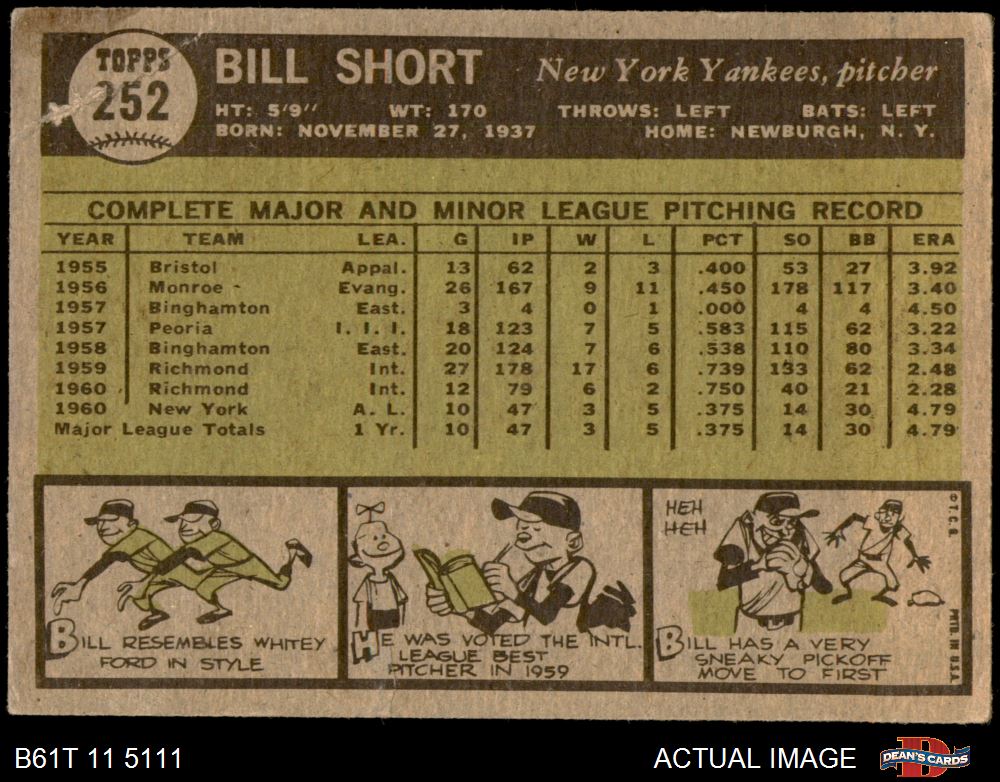 TOPPS
252
BILL SHORT New York Yankees, pitcher
HT: 5'9" WT: 170 THROWS: LEFT BATS: LEFT
BORN: NOVEMBER 27, 1937 HOME: NEWBURGH, N. Y.
COMPLETE MAJOR AND MINOR LEAGUE PITCHING RECORD
YEAR TEAM LEA. G IP W L PCT SO BB ERA
1955 Bristol Appal. 13 62 2 3 .400 53 27 3.92
1956 Monroe Evang. 26 167 9 11 .450 178 117 3.40
1957 Binghamton East. 3 4 0 1 .000 4 4 4.50
1957 Peoria I. I. I. 18 123 7 5 .583 115 62 3.22
1958 Binghamton East. 20 124 7 6 .538 110 80 3.34
1959 Richmond Int. 27 178 17 6 .739 133 62 2.48
1960 Richmond Int. 12 79 6 2 .750 40 21 2.28
1960 New York A. L. 10 47 3 5 .375 14 30 4.79
Major League Totals 1 Yr. 10 47 3 5 .375 14 30 4.79
BILL RESEMBLES WHITEY
FORD IN STYLE
HE WAS VOTED THE INTL.
LEAGUE BEST
PITCHER IN 1959
HEH
HEH
BILL HAS A VERY
SNEAKY PICKOFF
MOVE TO FIRST
© T. C. G.
PRTD. IN U.S.A.
B61T 11 5111
ACTUAL IMAGE
DEAN'S CARDS